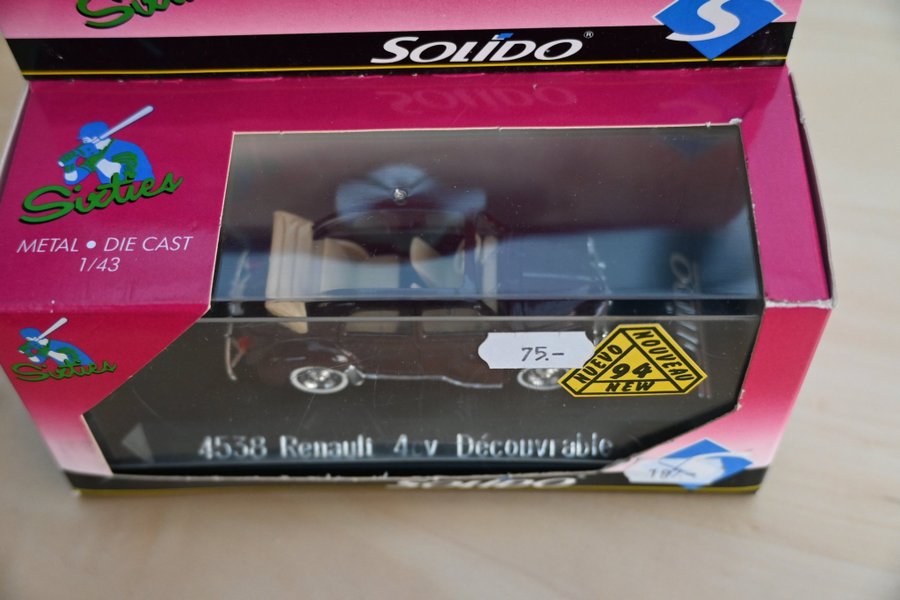 SOLIDO®
Sixties
METAL • DIE CAST
1/43
Sixties
75.-
NUEVO
NOUVEAU
94
NEW
4538 Renault 4cv Découvrable
SOLIDO